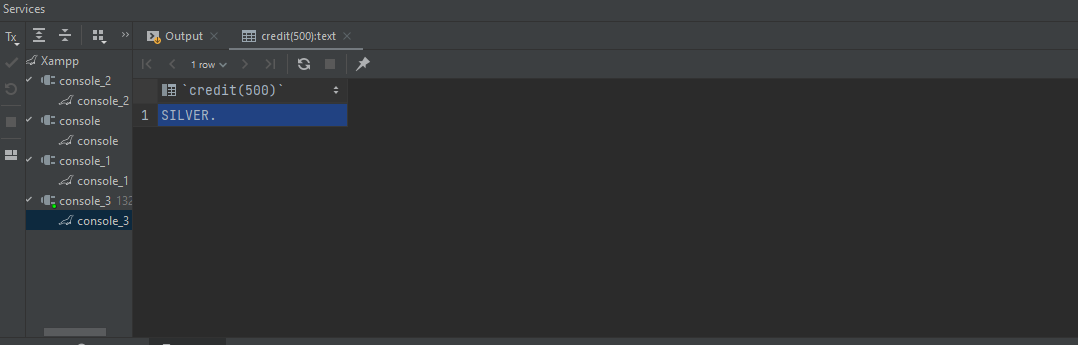 Services
Tx
Output
credit(500):text
1 row
Xampp
console_2
console_2
console
console
console_1
console_1
console_3 132
console_3
`credit(500)`
1 SILVER.